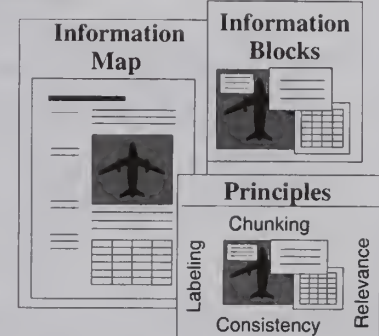 Information
Map
Information
Blocks
Principles
Chunking
Labeling
Relevance
Consistency